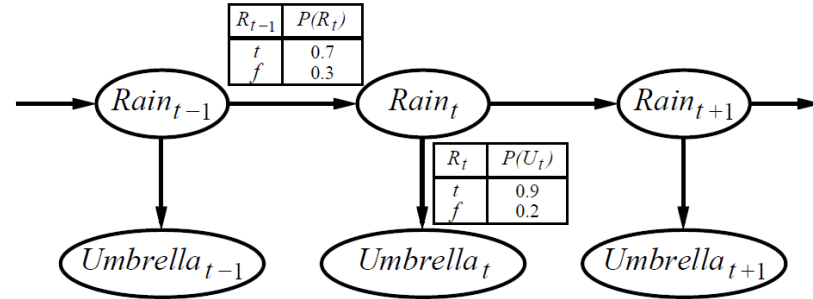 R_{t-1} P(R_t)
t 0.7
f 0.3
Rain_{t-1} Rain_t Rain_{t+1}
R_t P(U_t)
t 0.9
f 0.2
Umbrella_{t-1} Umbrella_t Umbrella_{t+1}